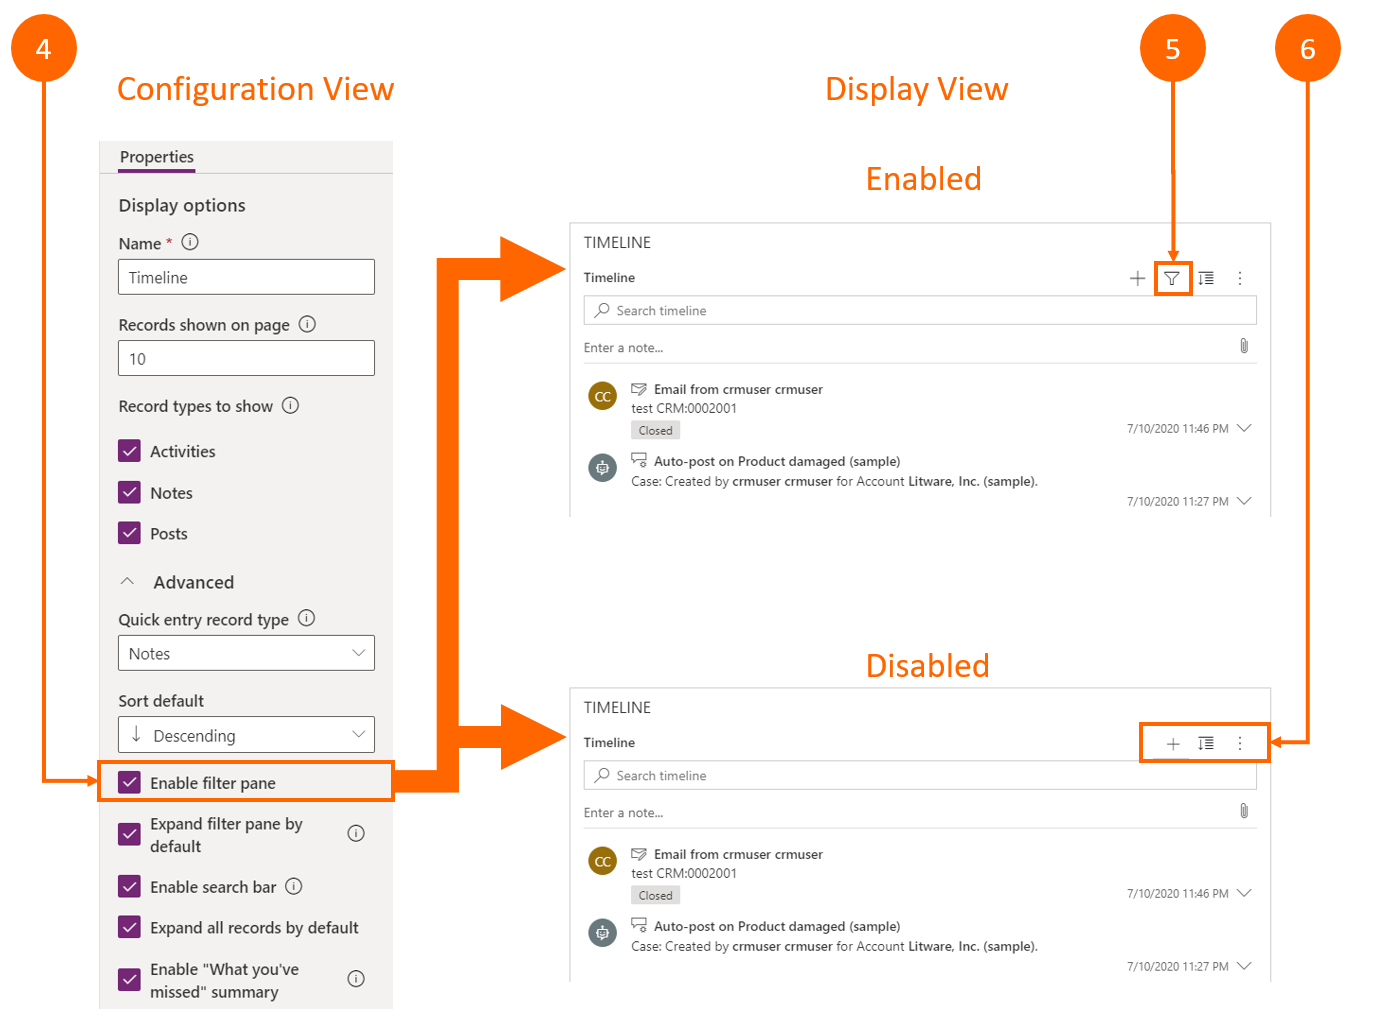 4
5
6
Configuration View
Display View
Properties
Display options
Name *
Timeline
Records shown on page
10
Record types to show
Activities
Notes
Posts
Advanced
Quick entry record type
Notes
Sort default
Descending
Enable filter pane
Expand filter pane by
default
Enable search bar
Expand all records by default
Enable "What you've
missed" summary
Enabled
TIMELINE
Timeline
Search timeline
Enter a note...
CC
Email from crmuser crmuser
test CRM:0002001
Closed
7/10/2020 11:46 PM
Auto-post on Product damaged (sample)
Case: Created by crmuser crmuser for Account Litware, Inc. (sample).
7/10/2020 11:27 PM
Disabled
TIMELINE
Timeline
Search timeline
Enter a note...
CC
Email from crmuser crmuser
test CRM:0002001
Closed
7/10/2020 11:46 PM
Auto-post on Product damaged (sample)
Case: Created by crmuser crmuser for Account Litware, Inc. (sample).
7/10/2020 11:27 PM